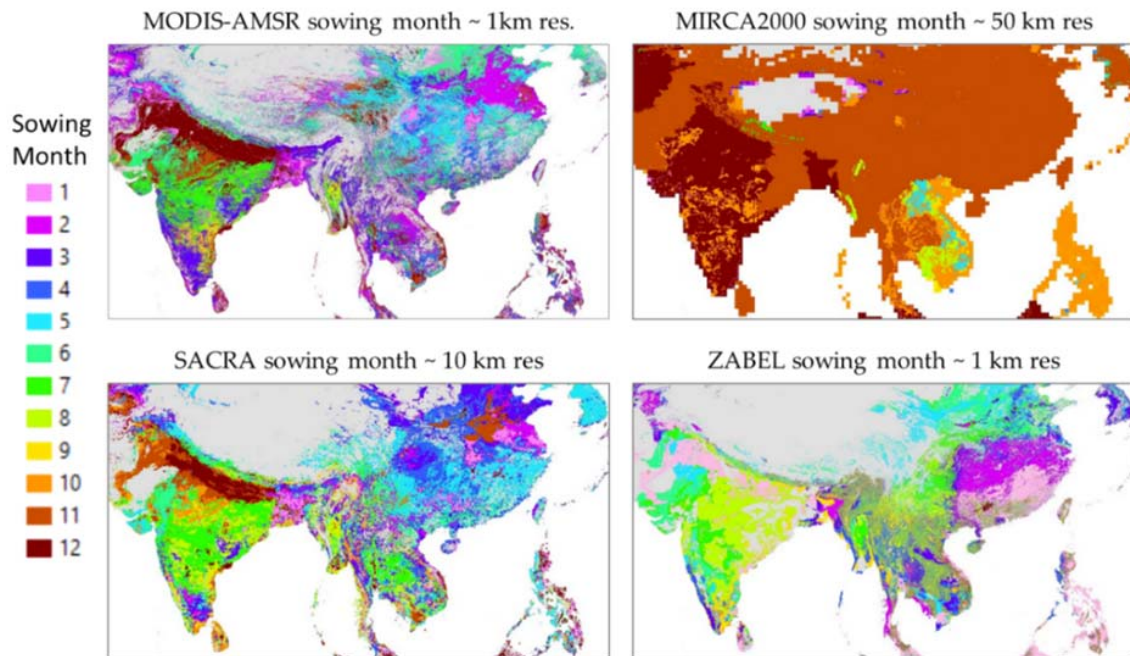 MODIS-AMSR sowing month ~ 1km res.
MIRCA2000 sowing month ~ 50 km res
Sowing
Month
1
2
3
4
5
6
7
8
9
10
11
12
SACRA sowing month ~ 10 km res
ZABEL sowing month ~ 1 km res